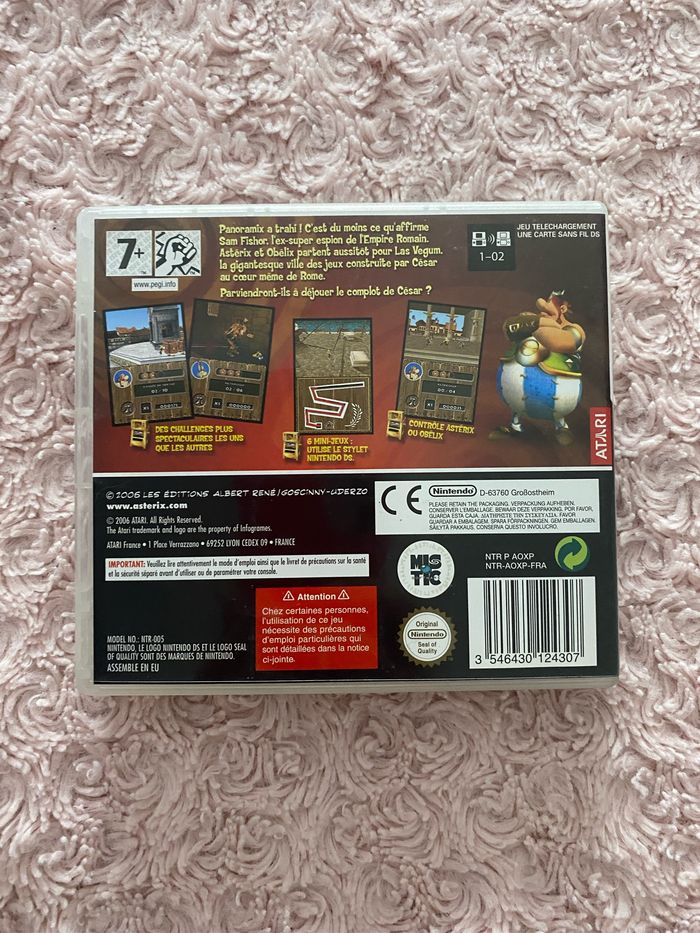 7+
www.pegi.info
Panoramix a trahi ! C'est du moins ce qu'affirme
Sam Fishor, l'ex-super espion de l'Empire Romain.
Astérix et Obélix partent aussitôt pour Las Vegum,
la gigantesque ville des jeux construite par César
au cœur même de Rome.
Parviendront-ils à déjouer le complot de César ?
1-02
JEU TELECHARGEMENT
UNE CARTE SANS FIL DS
DES CHALLENGES PLUS
SPECTACULAIRES LES UNS
QUE LES AUTRES
6 MINI-JEUX :
UTILISE LE STYLET
NINTENDO DS.
CONTRÔLE ASTÉRIX
OU OBÉLIX
ATARI
© 2006 LES ÉDITIONS ALBERT RENÉ/GOSCINNY-UDERZO
www.asterix.com
© 2006 ATARI. All Rights Reserved.
The Atari trademark and logo are the property of Infogrames.
ATARI France • 1 Place Verrazzano • 69252 LYON CEDEX 09 • FRANCE
IMPORTANT: Veuillez lire attentivement le mode d'emploi ainsi que le livret de précautions sur la santé
et la sécurité séparé avant d'utiliser ou de paramétrer votre console.
MODEL NO.: NTR-005
NINTENDO, LE LOGO NINTENDO DS ET LE LOGO SEAL
OF QUALITY SONT DES MARQUES DE NINTENDO.
ASSEMBLE EN EU
⚠ Attention ⚠
Chez certaines personnes,
l'utilisation de ce jeu
nécessite des précautions
d'emploi particulières qui
sont détaillées dans la notice
ci-jointe.
CE
Nintendo D-63760 Großostheim
PLEASE RETAIN THE PACKAGING. VERPACKUNG AUFHEBEN.
CONSERVER L'EMBALLAGE. BEWAAR DEZE VERPAKKING. POR FAVOR,
GUARDA ESTA CAJA. ΔΙΑΤΗΡΗΣΤΕ ΤΗΝ ΣΥΣΚΕΥΑΣΙΑ. FAVOR
GUARDAR A EMBALAGEM. SPARA FÖRPACKNINGEN. GEM EMBALLAGEN.
SÄILYTÄ PAKKAUS. CONSERVA QUESTO INVOLUCRO.
MIS
TIC
NTR P AOXP
NTR-AOXP-FRA
Original
Nintendo
Seal of
Quality
3 546430 124307